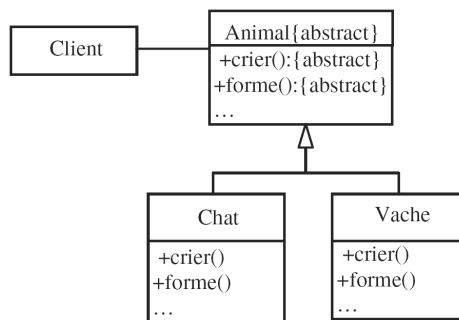 Client
Animal{abstract}
+crier():{abstract}
+forme():{abstract}
...
Chat
+crier()
+forme()
...
Vache
+crier()
+forme()
...